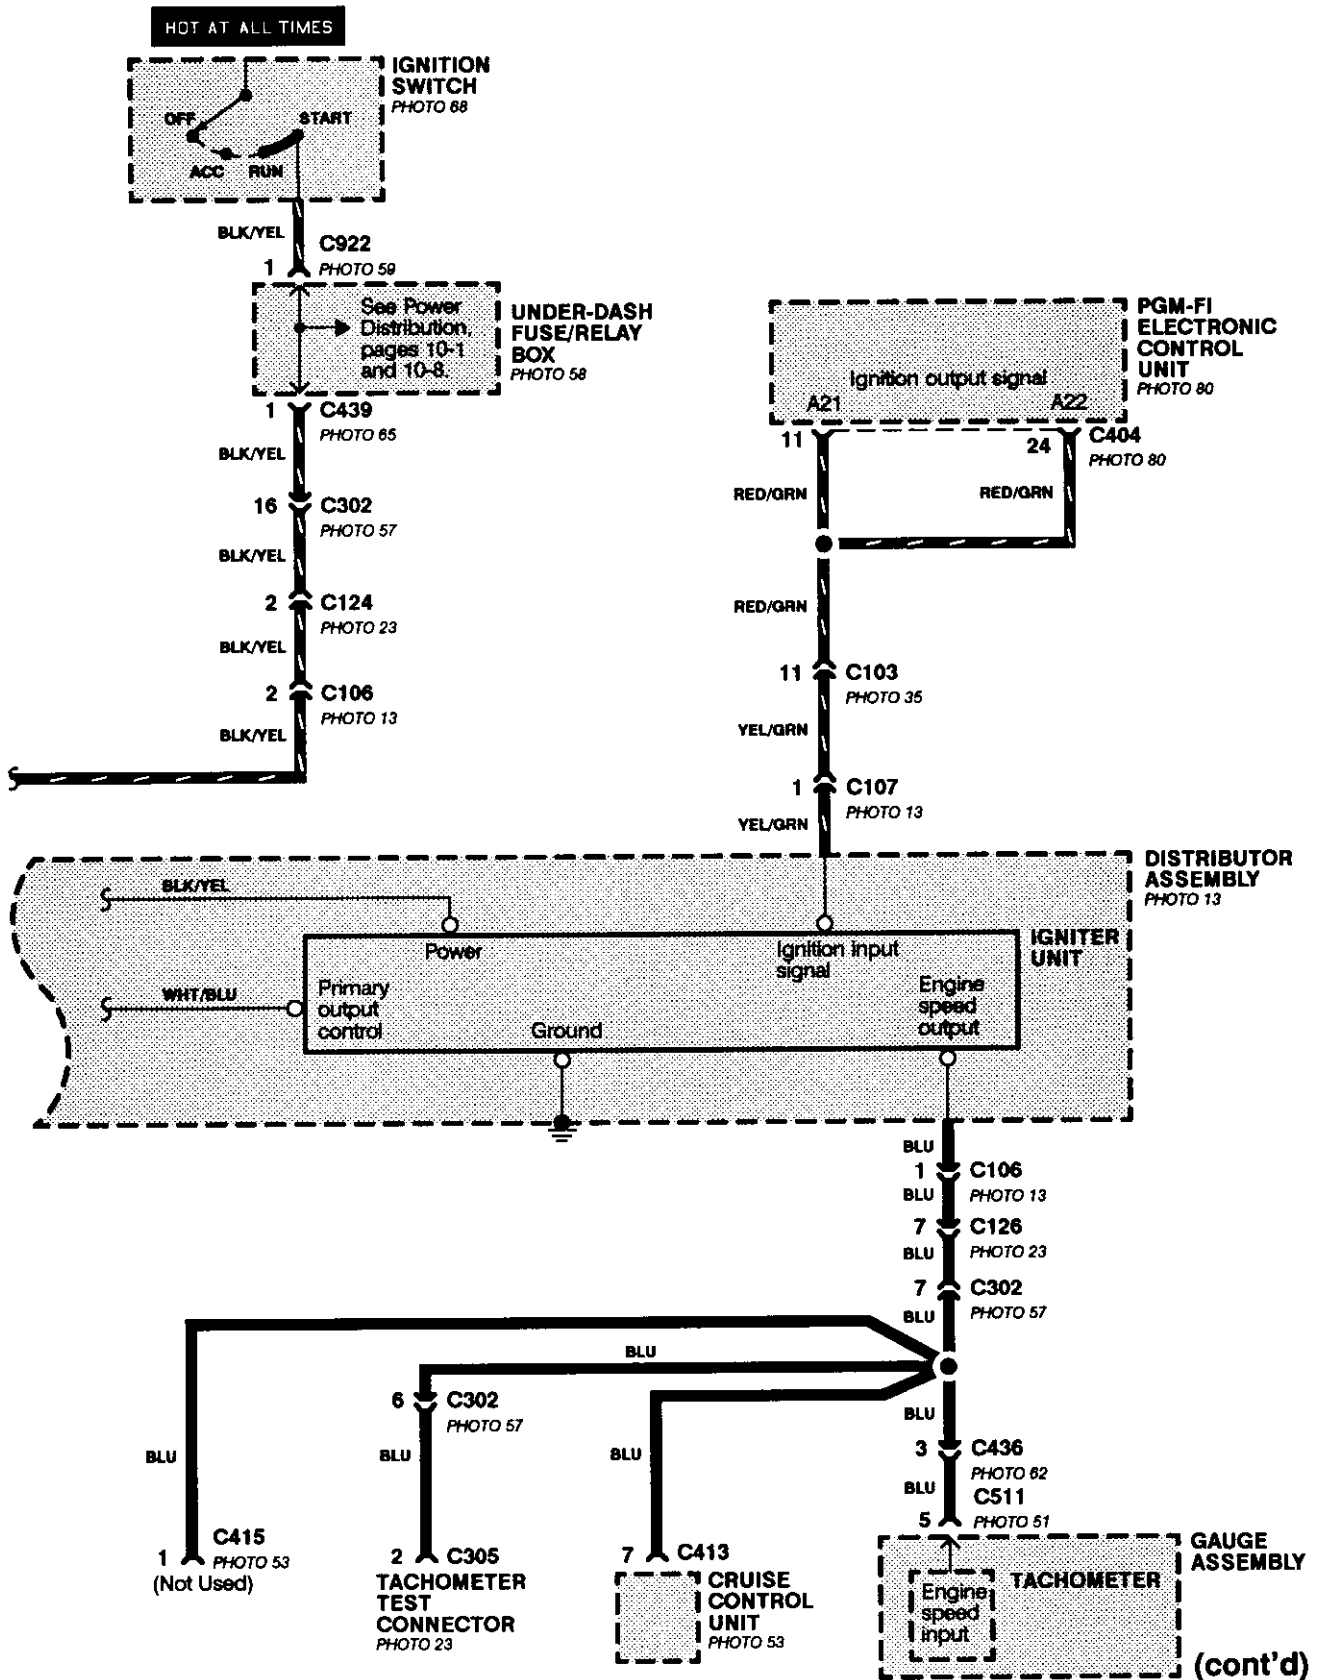 HOT AT ALL TIMES
IGNITION
SWITCH
PHOTO 68
OFF
START
ACC
RUN
BLK/YEL
C922
1
PHOTO 59
See Power
Distribution,
pages 10-1
and 10-8.
UNDER-DASH
FUSE/RELAY
BOX
PHOTO 58
1
C439
PHOTO 65
BLK/YEL
16
C302
PHOTO 57
BLK/YEL
2
C124
PHOTO 23
BLK/YEL
2
C106
PHOTO 13
BLK/YEL
PGM-FI
ELECTRONIC
CONTROL
UNIT
PHOTO 80
Ignition output signal
A21
A22
11
24
C404
PHOTO 80
RED/GRN
RED/GRN
RED/GRN
11
C103
PHOTO 35
YEL/GRN
1
C107
PHOTO 13
YEL/GRN
DISTRIBUTOR
ASSEMBLY
PHOTO 13
BLK/YEL
IGNITER
UNIT
Power
Ignition input
signal
WHT/BLU
Primary
output
control
Ground
Engine
speed
output
BLU
1
C106
PHOTO 13
BLU
7
C126
PHOTO 23
BLU
7
C302
PHOTO 57
BLU
BLU
6
C302
PHOTO 57
BLU
BLU
BLU
BLU
3
C436
PHOTO 62
BLU
C511
5
PHOTO 51
1
C415
PHOTO 53
(Not Used)
2
C305
TACHOMETER
TEST
CONNECTOR
PHOTO 23
7
C413
CRUISE
CONTROL
UNIT
PHOTO 53
GAUGE
ASSEMBLY
TACHOMETER
Engine
speed
input
(cont'd)